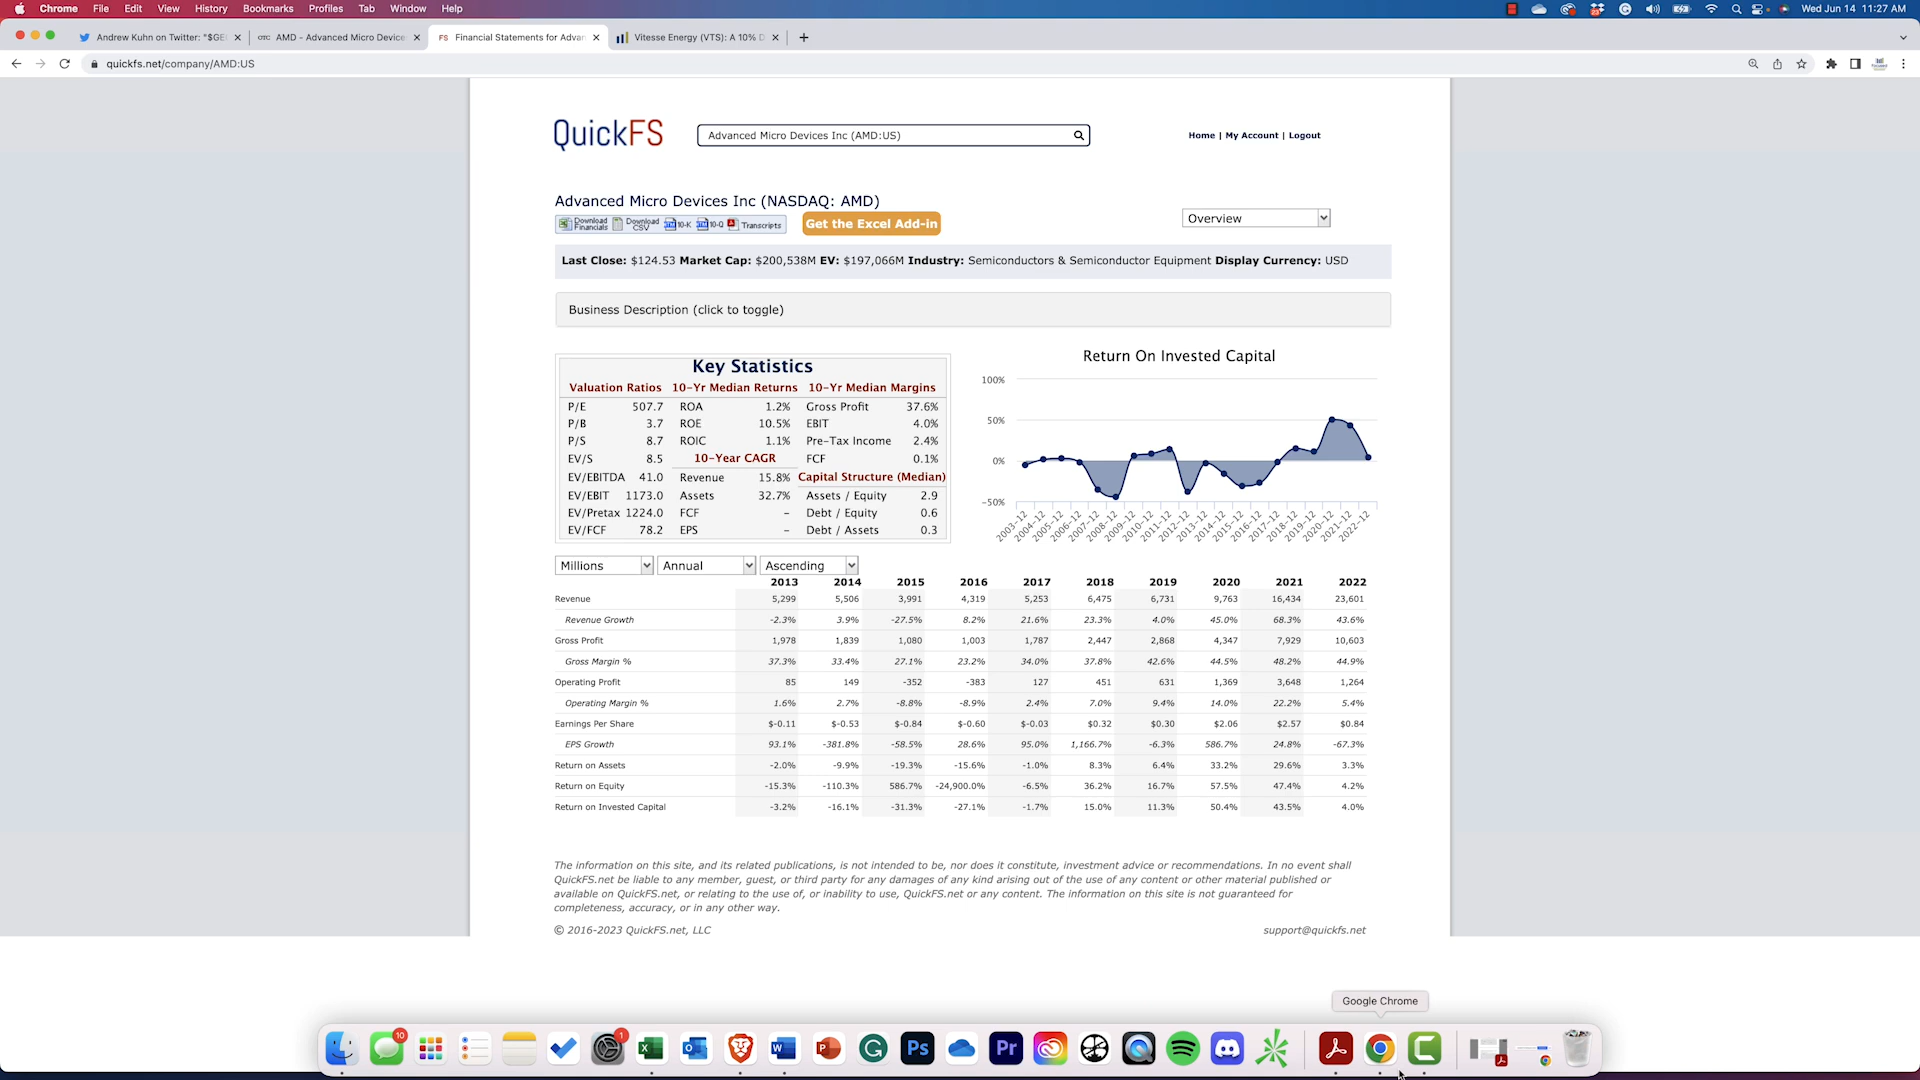 Chrome File Edit View History Bookmarks Profiles Tab Window Help
Wed Jun 14 11:27 AM
Andrew Kuhn on Twitter: "$GE
OTC AMD - Advanced Micro Device
FS Financial Statements for Advan
Vitesse Energy (VTS): A 10% D
quickfs.net/company/AMD:US
QuickFS
Advanced Micro Devices Inc (AMD:US)
Home | My Account | Logout
Advanced Micro Devices Inc (NASDAQ: AMD)
Download Financials Download CSV 10-K 10-Q Transcripts
Get the Excel Add-in
Overview
Last Close: $124.53 Market Cap: $200,538M EV: $197,066M Industry: Semiconductors & Semiconductor Equipment Display Currency: USD
Business Description (click to toggle)
Key Statistics
Valuation Ratios 10-Yr Median Returns 10-Yr Median Margins
P/E 507.7 ROA 1.2% Gross Profit 37.6%
P/B 3.7 ROE 10.5% EBIT 4.0%
P/S 8.7 ROIC 1.1% Pre-Tax Income 2.4%
EV/S 8.5 10-Year CAGR FCF 0.1%
EV/EBITDA 41.0 Revenue 15.8% Capital Structure (Median)
EV/EBIT 1173.0 Assets 32.7% Assets / Equity 2.9
EV/Pretax 1224.0 FCF – Debt / Equity 0.6
EV/FCF 78.2 EPS – Debt / Assets 0.3
Return On Invested Capital
100%
50%
0%
-50%
2003-12 2004-12 2005-12 2006-12 2007-12 2008-12 2009-12 2010-12 2011-12 2012-12 2013-12 2014-12 2015-12 2016-12 2017-12 2018-12 2019-12 2020-12 2021-12 2022-12
Millions Annual Ascending
2013 2014 2015 2016 2017 2018 2019 2020 2021 2022
Revenue 5,299 5,506 3,991 4,319 5,253 6,475 6,731 9,763 16,434 23,601
Revenue Growth -2.3% 3.9% -27.5% 8.2% 21.6% 23.3% 4.0% 45.0% 68.3% 43.6%
Gross Profit 1,978 1,839 1,080 1,003 1,787 2,447 2,868 4,347 7,929 10,603
Gross Margin % 37.3% 33.4% 27.1% 23.2% 34.0% 37.8% 42.6% 44.5% 48.2% 44.9%
Operating Profit 85 149 -352 -383 127 451 631 1,369 3,648 1,264
Operating Margin % 1.6% 2.7% -8.8% -8.9% 2.4% 7.0% 9.4% 14.0% 22.2% 5.4%
Earnings Per Share $-0.11 $-0.53 $-0.84 $-0.60 $-0.03 $0.32 $0.30 $2.06 $2.57 $0.84
EPS Growth 93.1% -381.8% -58.5% 28.6% 95.0% 1,166.7% -6.3% 586.7% 24.8% -67.3%
Return on Assets -2.0% -9.9% -19.3% -15.6% -1.0% 8.3% 6.4% 33.2% 29.6% 3.3%
Return on Equity -15.3% -110.3% 586.7% -24,900.0% -6.5% 36.2% 16.7% 57.5% 47.4% 4.2%
Return on Invested Capital -3.2% -16.1% -31.3% -27.1% -1.7% 15.0% 11.3% 50.4% 43.5% 4.0%
The information on this site, and its related publications, is not intended to be, nor does it constitute, investment advice or recommendations. In no event shall
QuickFS.net be liable to any member, guest, or third party for any damages of any kind arising out of the use of any content or other material published or
available on QuickFS.net, or relating to the use of, or inability to use, QuickFS.net or any content. The information on this site is not guaranteed for
completeness, accuracy, or in any other way.
© 2016-2023 QuickFS.net, LLC
support@quickfs.net
Google Chrome
10
1
Ps
Pr